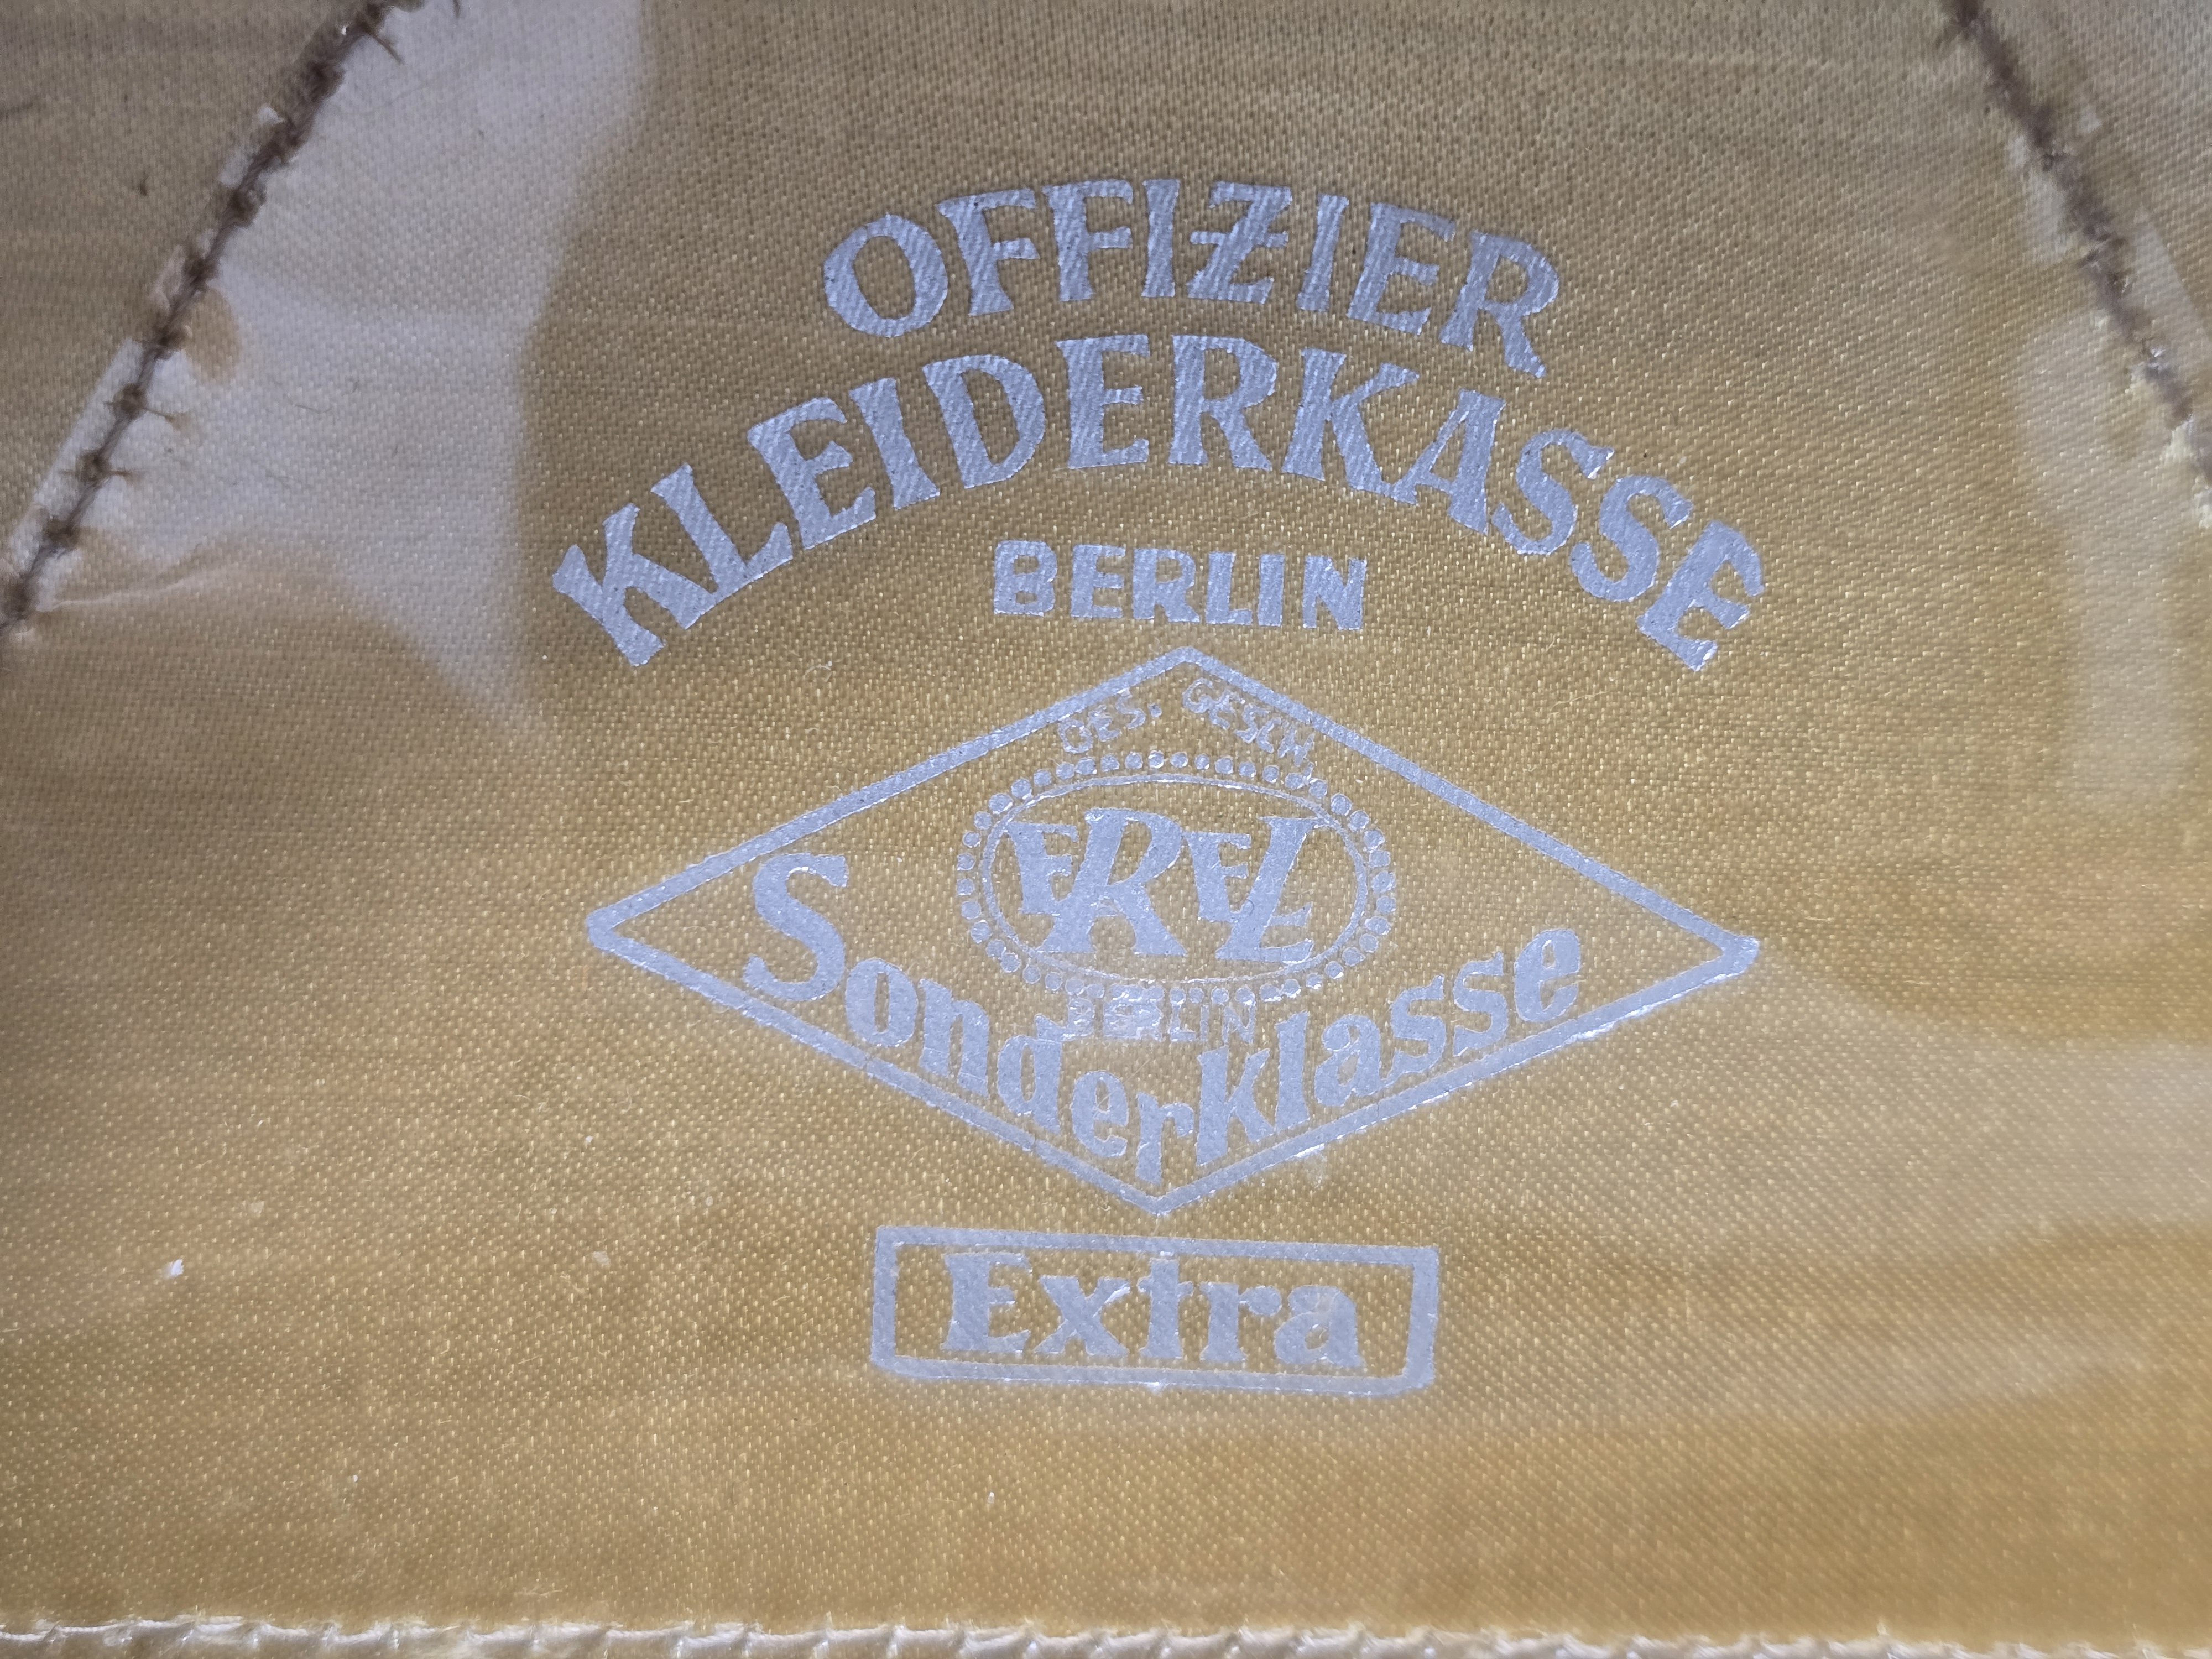 OFFIZIER
KLEIDERKASSE
BERLIN
GES. GESCH.
EREL
BERLIN
Sonderklasse
Extra